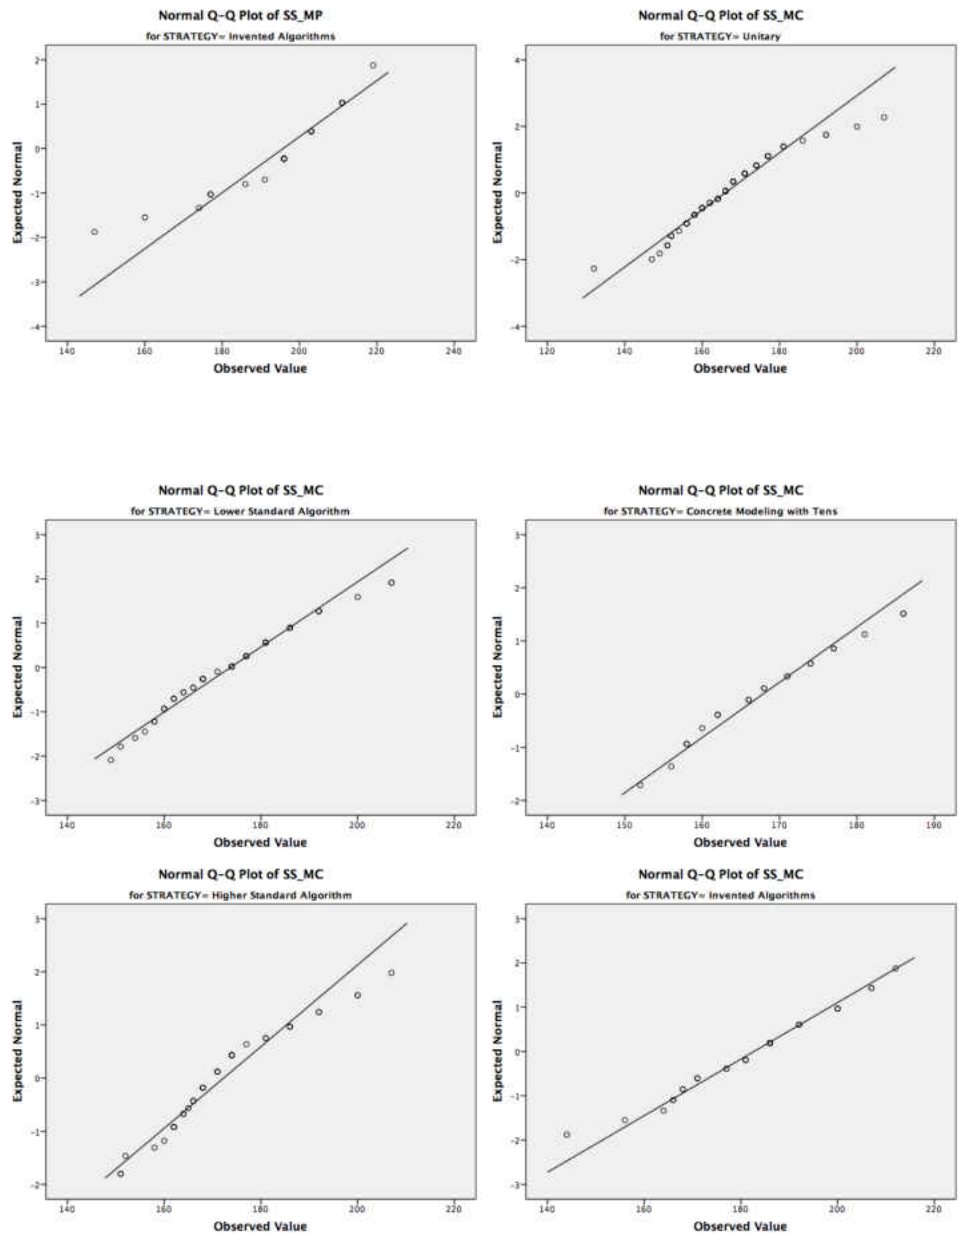 Normal Q-Q Plot of SS_MP
for STRATEGY= Invented Algorithms
Expected Normal
2
1
0
-1
-2
-3
-4
140 160 180 200 220 240
Observed Value
Normal Q-Q Plot of SS_MC
for STRATEGY= Unitary
Expected Normal
4
2
0
-2
-4
120 140 160 180 200 220
Observed Value
Normal Q-Q Plot of SS_MC
for STRATEGY= Lower Standard Algorithm
Expected Normal
3
2
1
0
-1
-2
-3
140 160 180 200 220
Observed Value
Normal Q-Q Plot of SS_MC
for STRATEGY= Concrete Modeling with Tens
Expected Normal
3
2
1
0
-1
-2
140 150 160 170 180 190
Observed Value
Normal Q-Q Plot of SS_MC
for STRATEGY= Higher Standard Algorithm
Expected Normal
3
2
1
0
-1
-2
140 160 180 200 220
Observed Value
Normal Q-Q Plot of SS_MC
for STRATEGY= Invented Algorithms
Expected Normal
3
2
1
0
-1
-2
-3
140 160 180 200 220
Observed Value